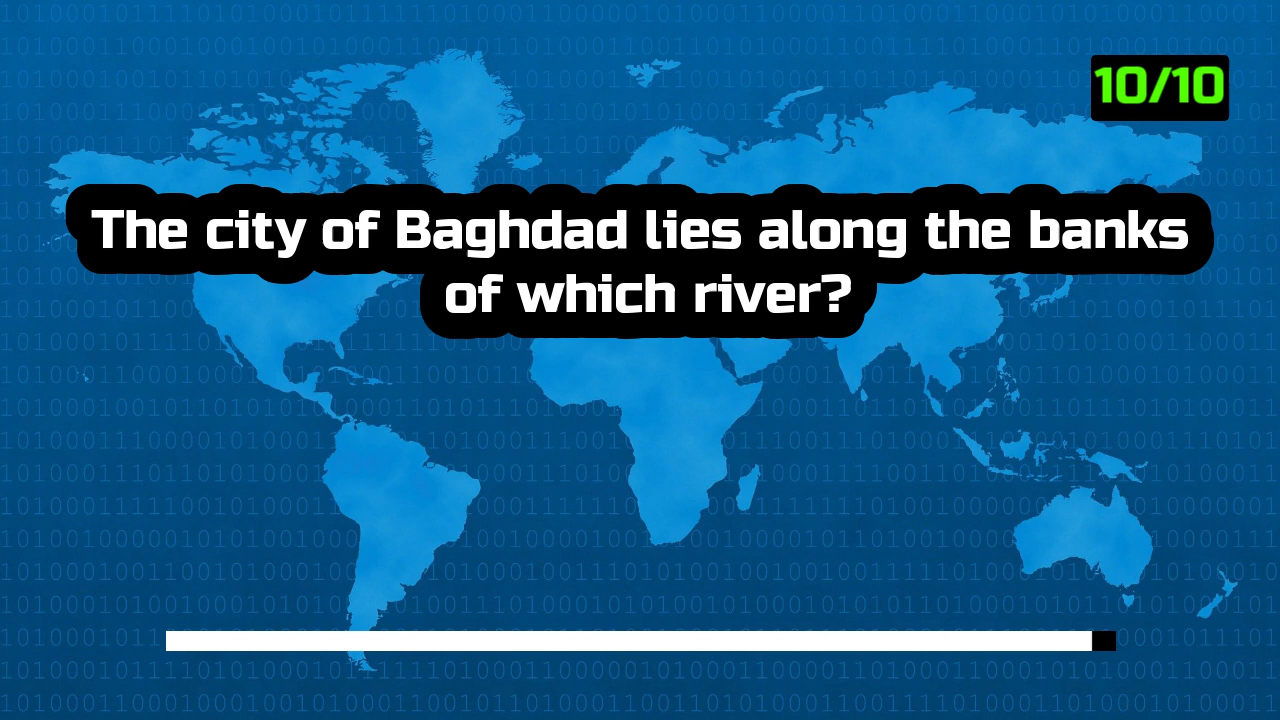 10/10
The city of Baghdad lies along the banks
of which river?